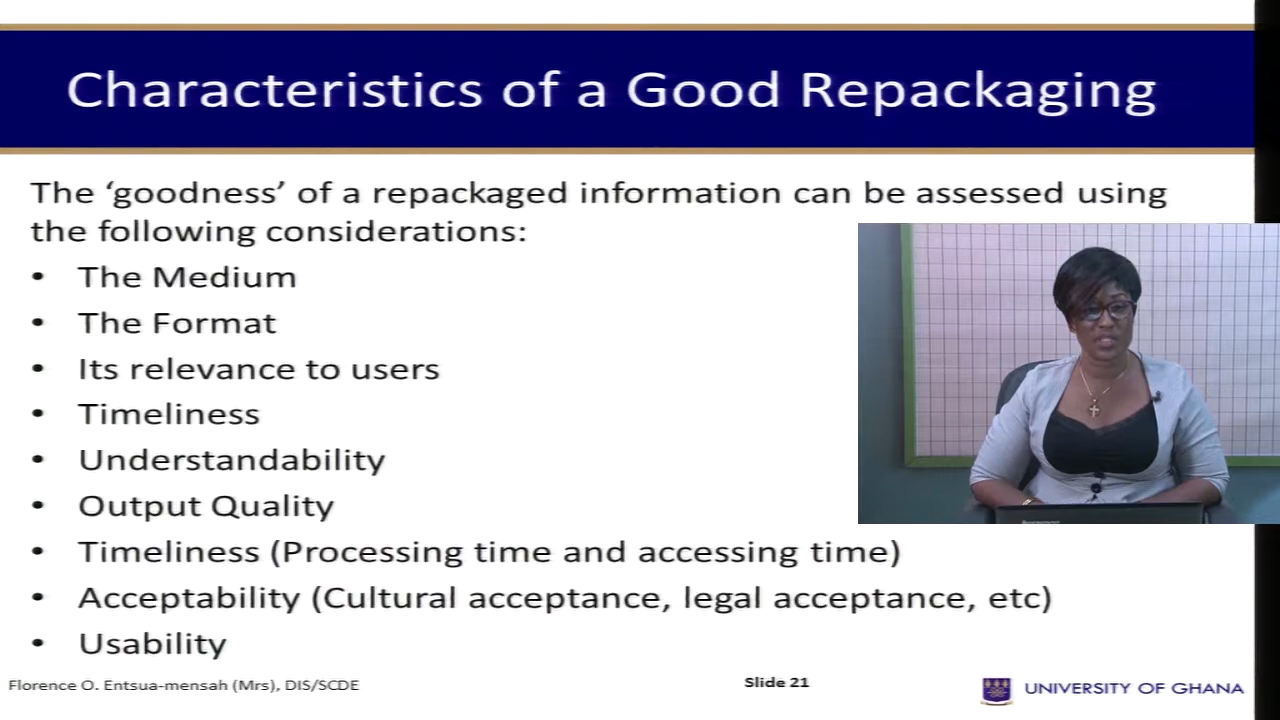 Characteristics of a Good Repackaging
The ‘goodness’ of a repackaged information can be assessed using
the following considerations:
• The Medium
• The Format
• Its relevance to users
• Timeliness
• Understandability
• Output Quality
• Timeliness (Processing time and accessing time)
• Acceptability (Cultural acceptance, legal acceptance, etc)
• Usability
Florence O. Entsua-mensah (Mrs), DIS/SCDE
Slide 21
UNIVERSITY OF GHANA